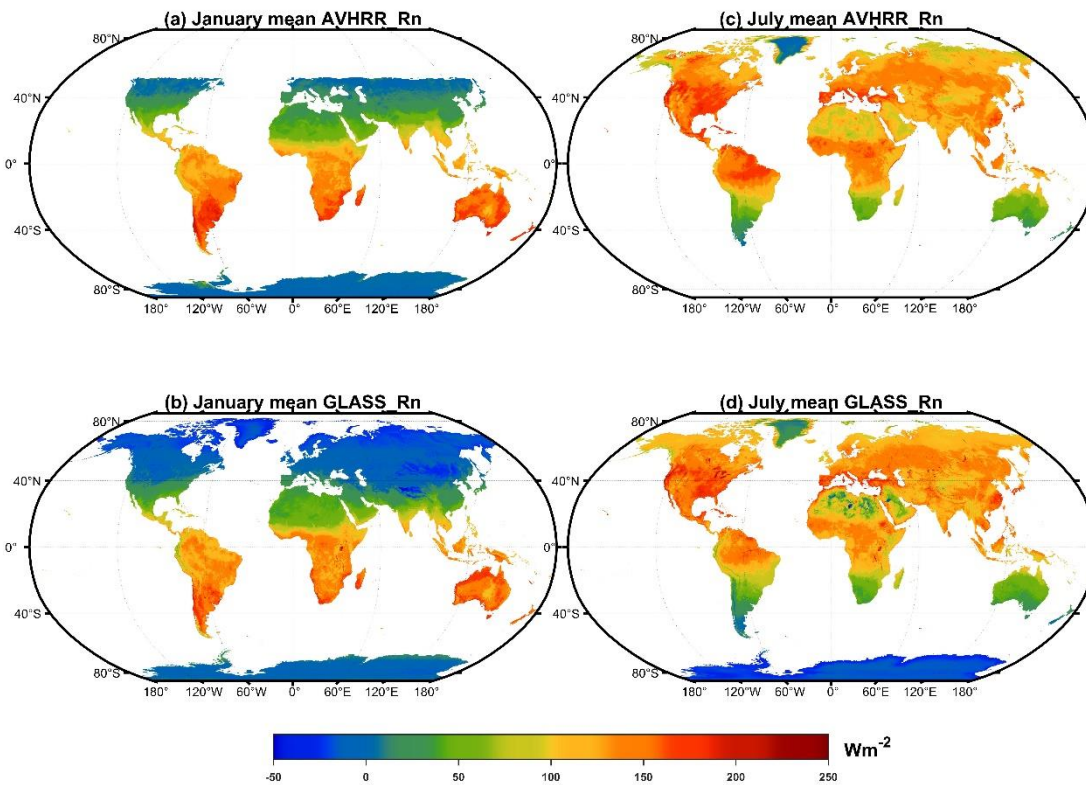 (a) January mean AVHRR_Rn
80°N
40°N
0°
40°S
80°S
180° 120°W 60°W 0° 60°E 120°E 180°
(c) July mean AVHRR_Rn
80°N
40°N
0°
40°S
80°S
180° 120°W 0° 60°E 120°E 180°
(b) January mean GLASS_Rn
80°N
40°N
0°
40°S
80°S
180° 120°W 60°W 0° 60°E 120°E 180°
(d) July mean GLASS_Rn
80°N
40°N
0°
40°S
80°S
180° 120°W 60°W 0° 60°E 120°E 180°
Wm-2
-50 0 50 100 150 200 250